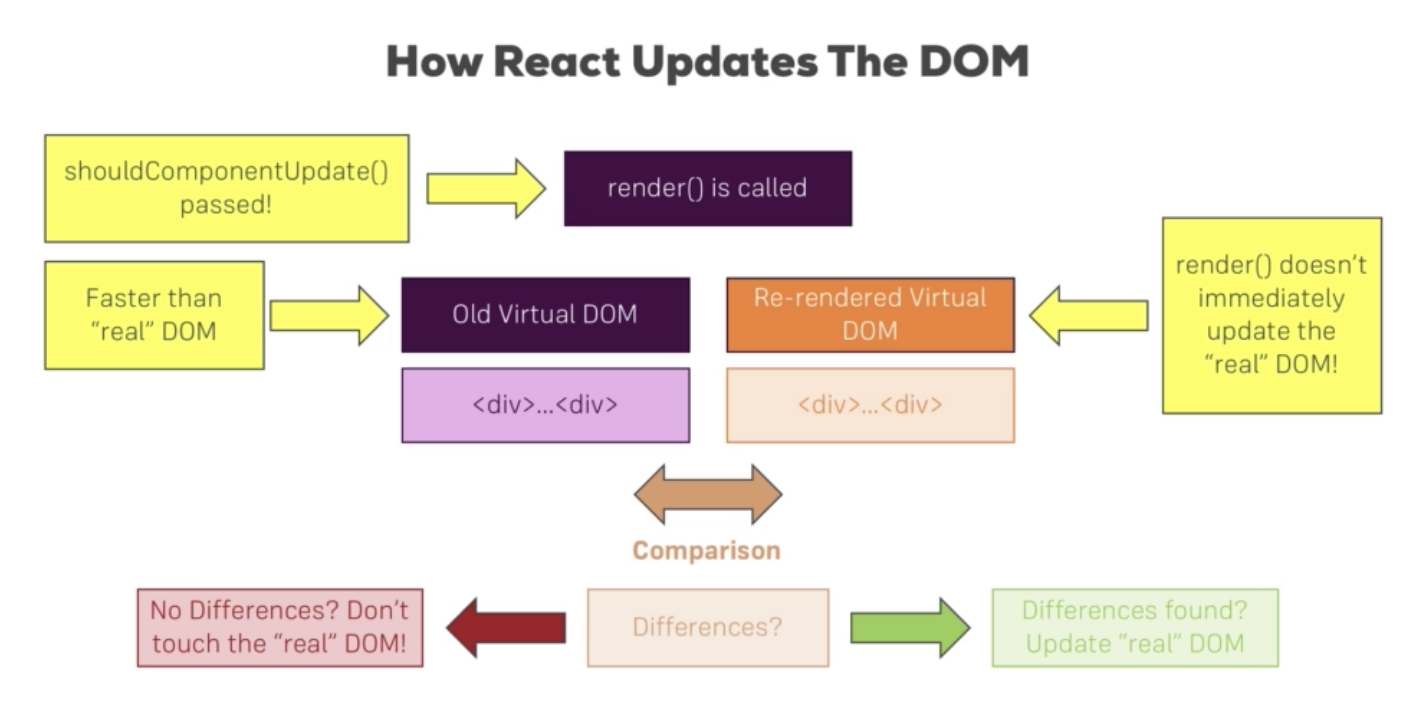 How React Updates The DOM
shouldComponentUpdate()
passed!
render() is called
Faster than
“real” DOM
Old Virtual DOM
Re-rendered Virtual
DOM
render() doesn’t
immediately
update the
“real” DOM!
<div>...<div>
<div>...<div>
Comparison
No Differences? Don’t
touch the “real” DOM!
Differences?
Differences found?
Update “real” DOM